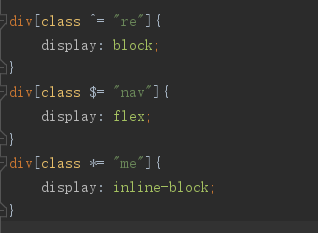 div[class ^= "re"]{
    display: block;
}
div[class $= "nav"]{
    display: flex;
}
div[class *= "me"]{
    display: inline-block;
}